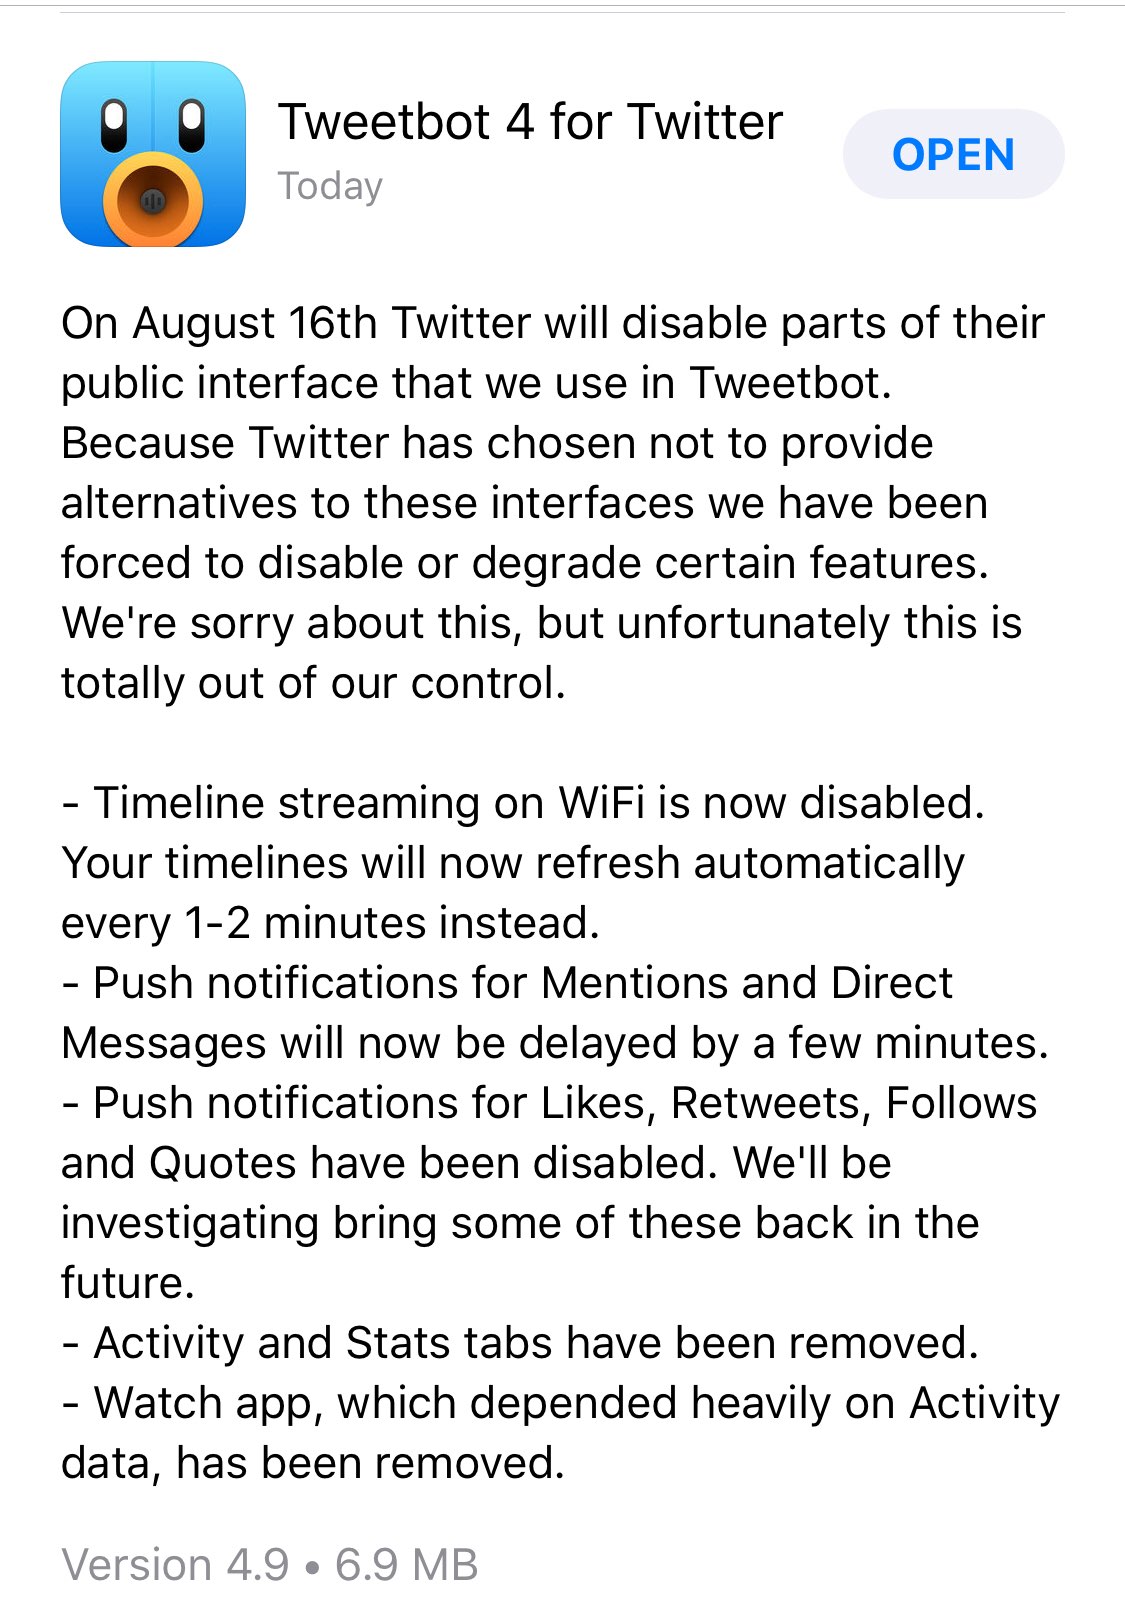 Tweetbot 4 for Twitter
Today
OPEN
On August 16th Twitter will disable parts of their
public interface that we use in Tweetbot.
Because Twitter has chosen not to provide
alternatives to these interfaces we have been
forced to disable or degrade certain features.
We're sorry about this, but unfortunately this is
totally out of our control.
- Timeline streaming on WiFi is now disabled.
Your timelines will now refresh automatically
every 1-2 minutes instead.
- Push notifications for Mentions and Direct
Messages will now be delayed by a few minutes.
- Push notifications for Likes, Retweets, Follows
and Quotes have been disabled. We'll be
investigating bring some of these back in the
future.
- Activity and Stats tabs have been removed.
- Watch app, which depended heavily on Activity
data, has been removed.
Version 4.9 • 6.9 MB